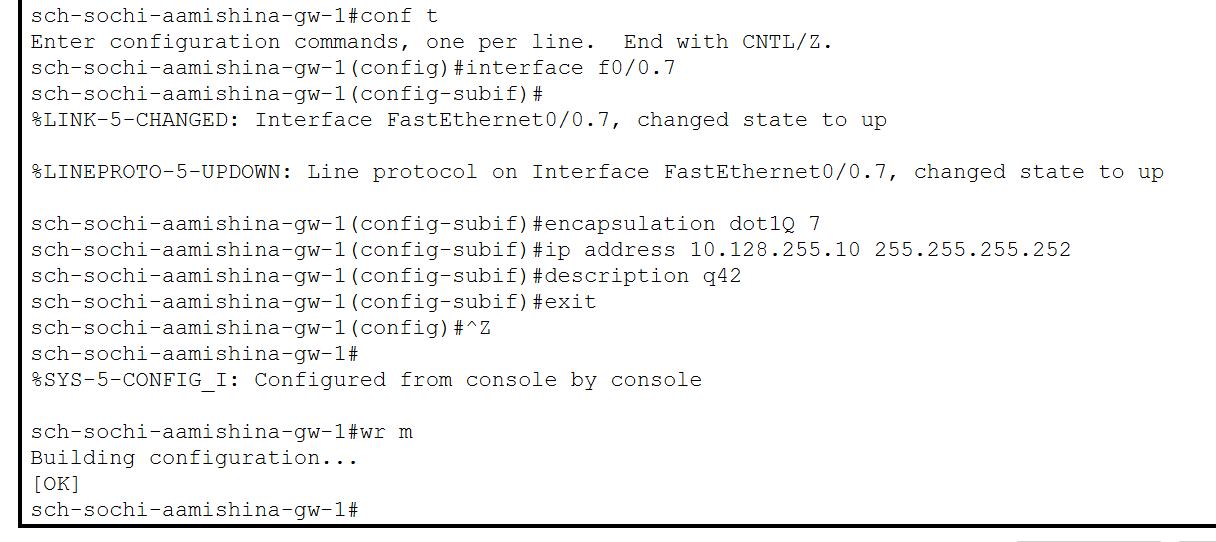 sch-sochi-aamishina-gw-1#conf t
Enter configuration commands, one per line.  End with CNTL/Z.
sch-sochi-aamishina-gw-1(config)#interface f0/0.7
sch-sochi-aamishina-gw-1(config-subif)#
%LINK-5-CHANGED: Interface FastEthernet0/0.7, changed state to up
%LINEPROTO-5-UPDOWN: Line protocol on Interface FastEthernet0/0.7, changed state to up
sch-sochi-aamishina-gw-1(config-subif)#encapsulation dot1Q 7
sch-sochi-aamishina-gw-1(config-subif)#ip address 10.128.255.10 255.255.255.252
sch-sochi-aamishina-gw-1(config-subif)#description q42
sch-sochi-aamishina-gw-1(config-subif)#exit
sch-sochi-aamishina-gw-1(config)#^Z
sch-sochi-aamishina-gw-1#
%SYS-5-CONFIG_I: Configured from console by console
sch-sochi-aamishina-gw-1#wr m
Building configuration...
[OK]
sch-sochi-aamishina-gw-1#